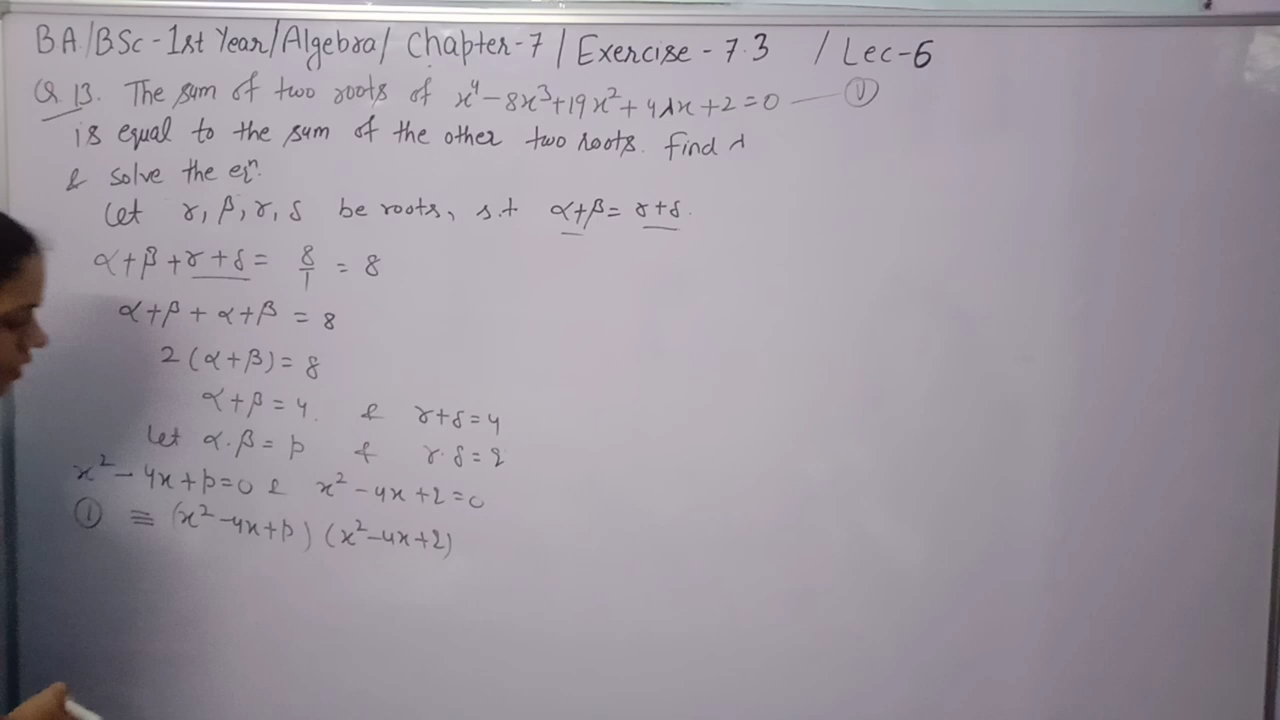 BA/BSc-1st Year/Algebra/ Chapter-7 / Exercise-7.3 / Lec-6
Q.13. The sum of two roots of x⁴-8x³+19x²+4λx+2=0 — ①
is equal to the sum of the other two roots. Find λ
& solve the eqⁿ.
Let γ, β, γ, δ be roots, s.t α+β=γ+δ.
α+β+γ+δ= 8/1 = 8
α+β+α+β = 8
2(α+β)=8
α+β=4. & γ+δ=4
Let α.β=p & γ.δ=q
x²-4x+p=0 & x²-4x+q=0
① ≡ (x²-4x+p)(x²-4x+q)